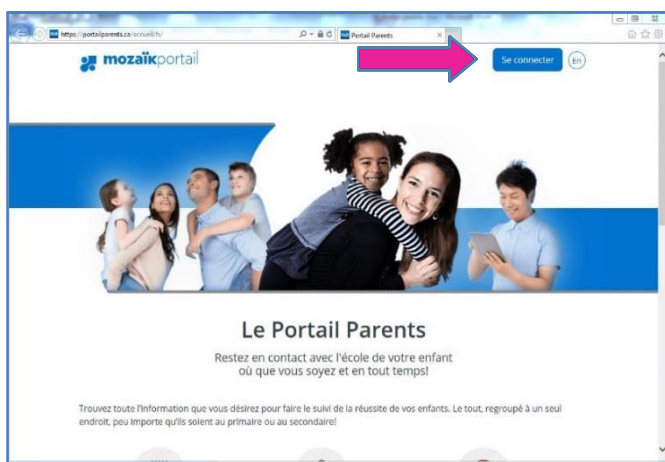 https://portailparents.ca/accueil/fr/
Portail Parents
mozaïkportail
Se connecter
En
Le Portail Parents
Restez en contact avec l'école de votre enfant
où que vous soyez et en tout temps!
Trouvez toute l'information que vous désirez pour faire le suivi de la réussite de vos enfants. Le tout, regroupé à un seul
endroit, peu importe qu'ils soient au primaire ou au secondaire!